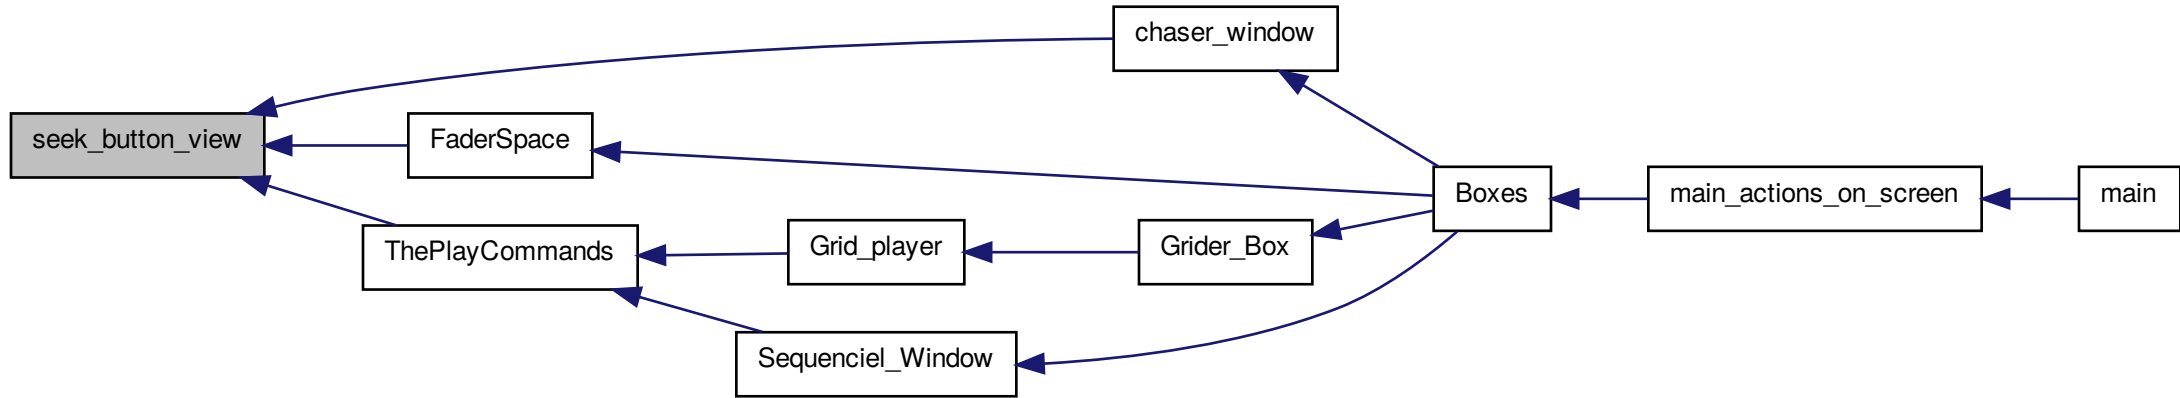 chaser_window
seek_button_view
FaderSpace
Boxes
main_actions_on_screen
main
ThePlayCommands
Grid_player
Grider_Box
Sequenciel_Window